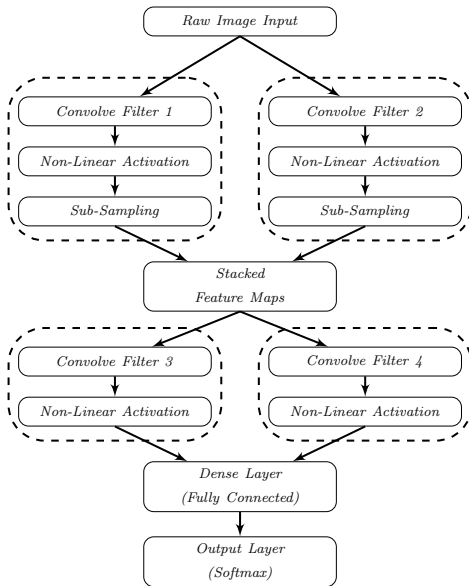 Raw Image Input
Convolve Filter 1
Convolve Filter 2
Non-Linear Activation
Non-Linear Activation
Sub-Sampling
Sub-Sampling
Stacked
Feature Maps
Convolve Filter 3
Convolve Filter 4
Non-Linear Activation
Non-Linear Activation
Dense Layer
(Fully Connected)
Output Layer
(Softmax)